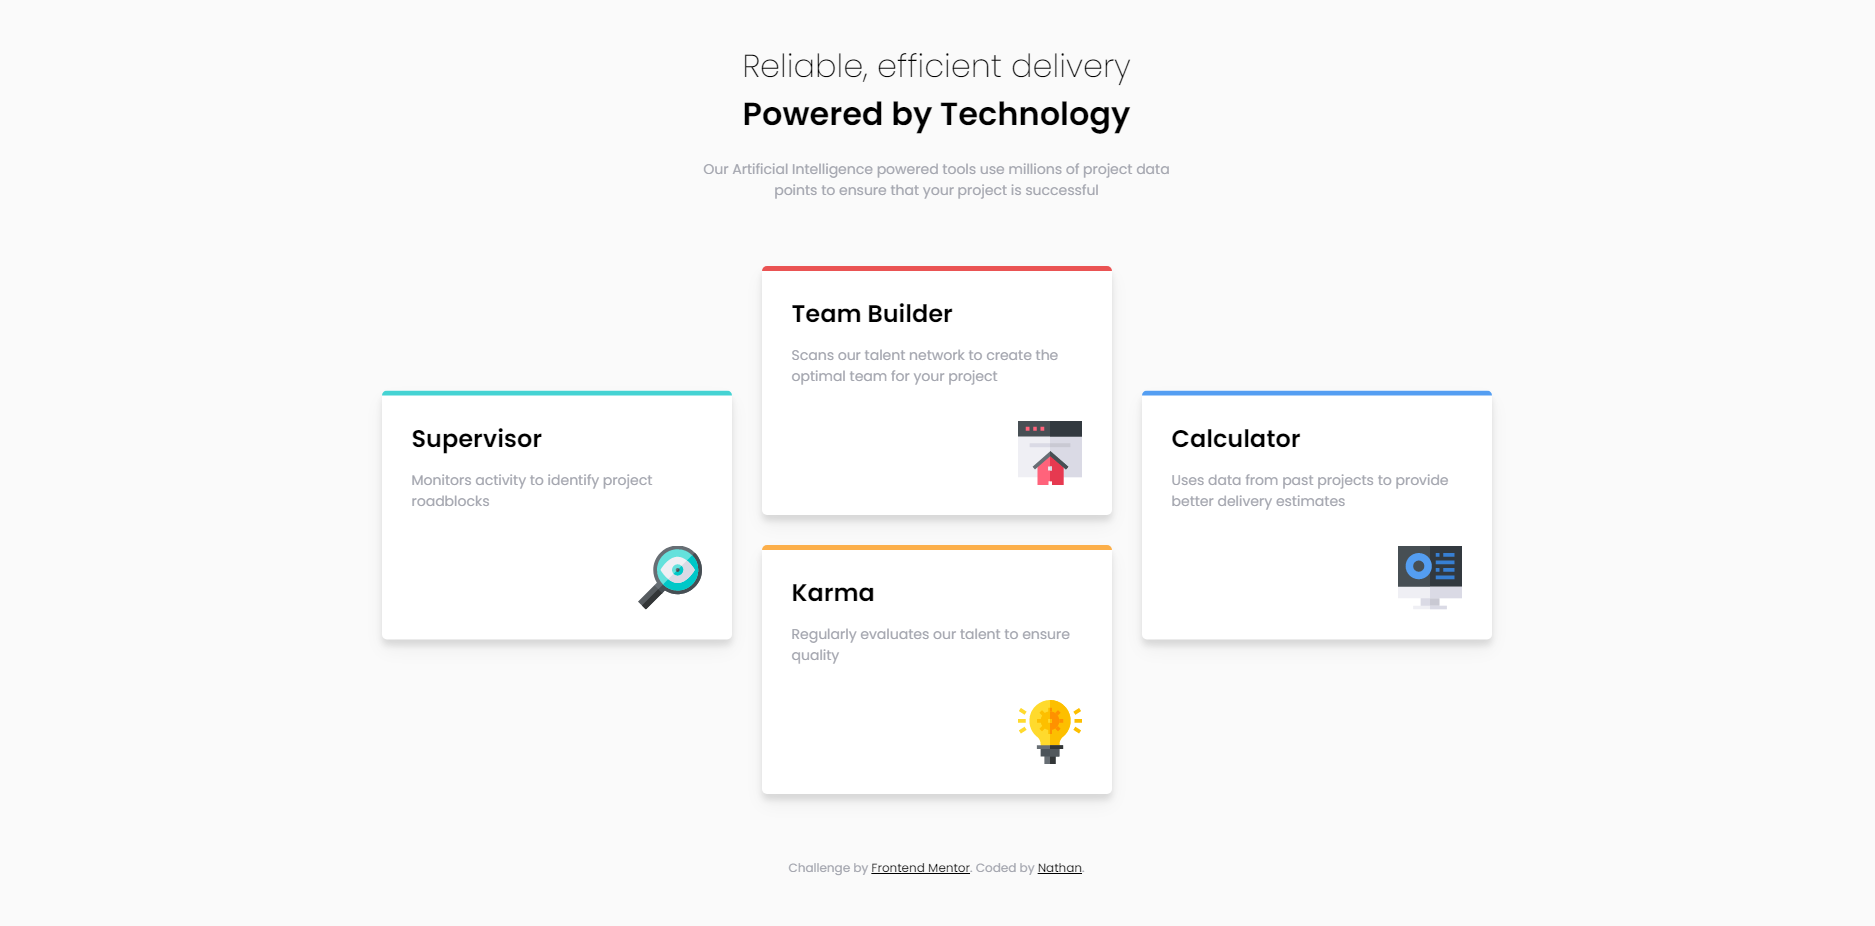 Reliable, efficient delivery
Powered by Technology
Our Artificial Intelligence powered tools use millions of project data
points to ensure that your project is successful
Supervisor
Monitors activity to identify project
roadblocks
Team Builder
Scans our talent network to create the
optimal team for your project
Karma
Regularly evaluates our talent to ensure
quality
Calculator
Uses data from past projects to provide
better delivery estimates
Challenge by Frontend Mentor. Coded by Nathan.